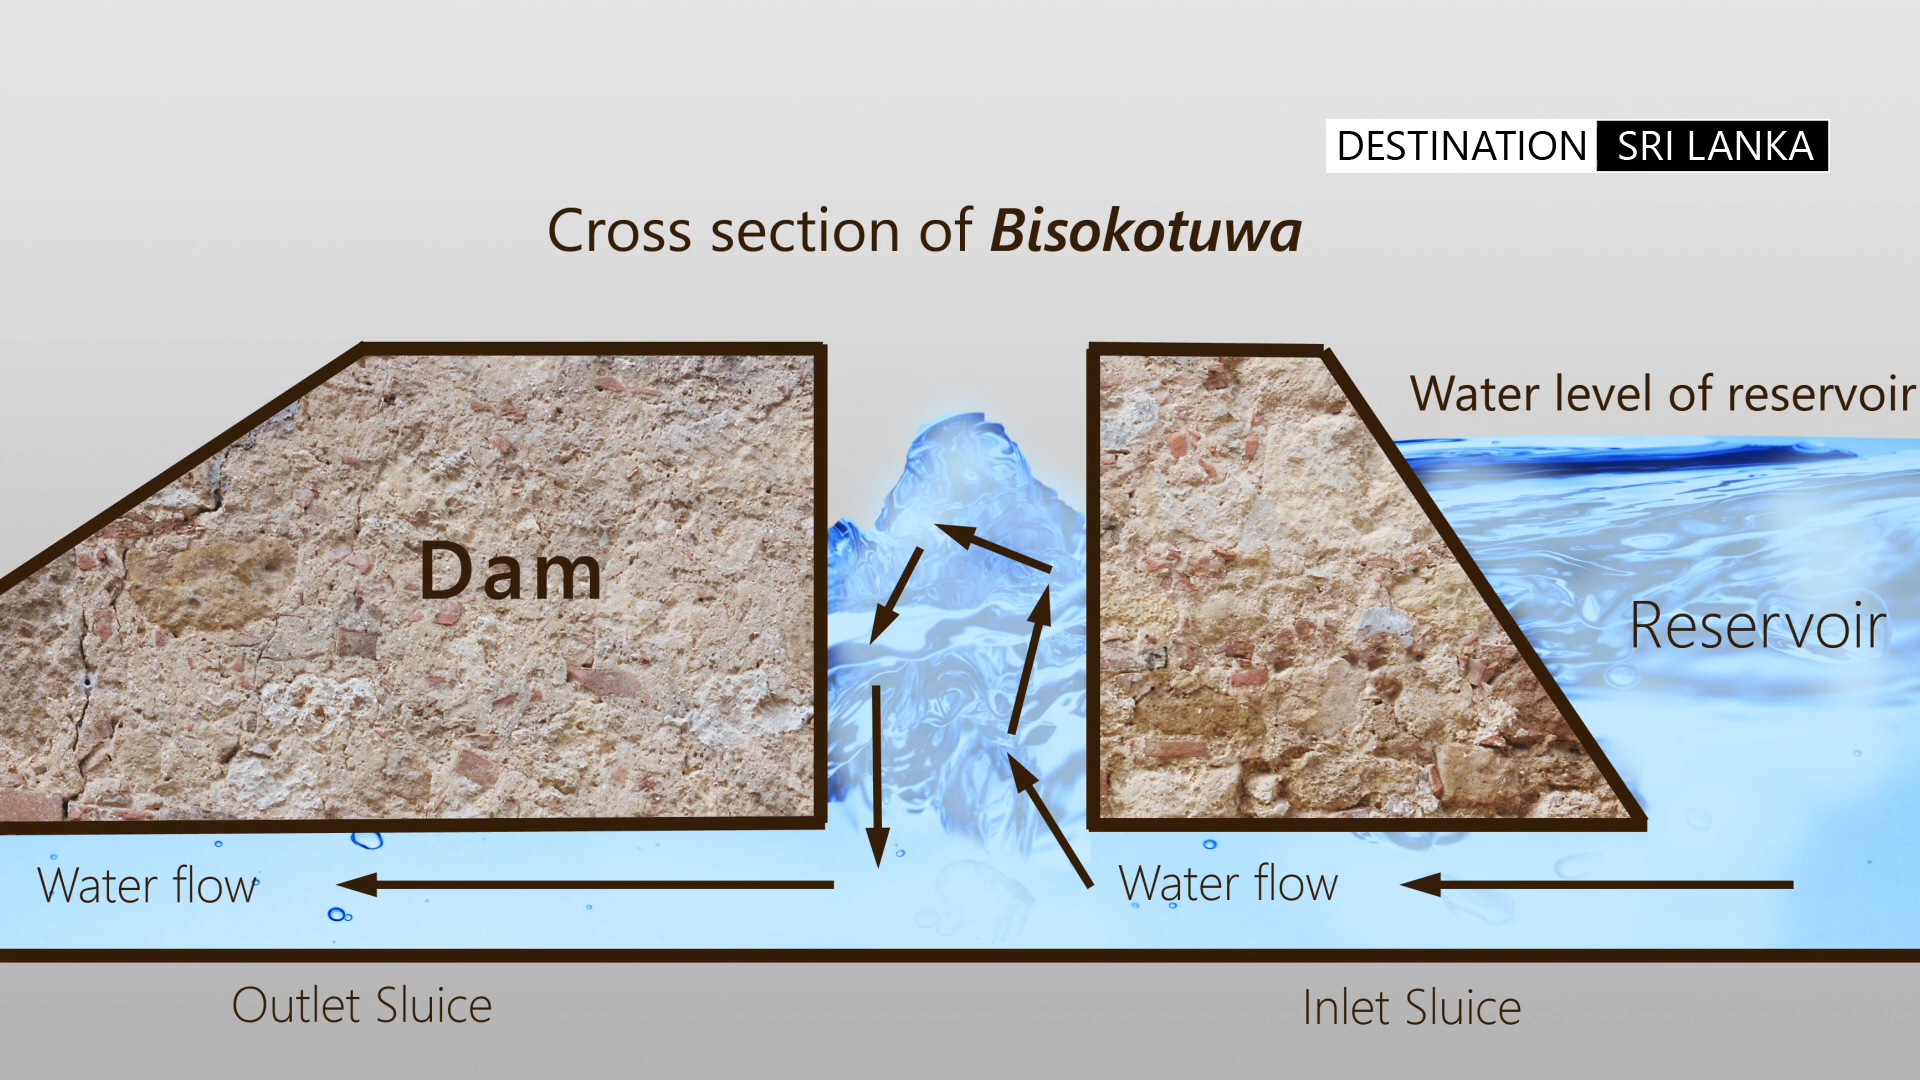 DESTINATION SRI LANKA
Cross section of Bisokotuwa
Water level of reservoir
Dam
Reservoir
Water flow
Water flow
Outlet Sluice
Inlet Sluice